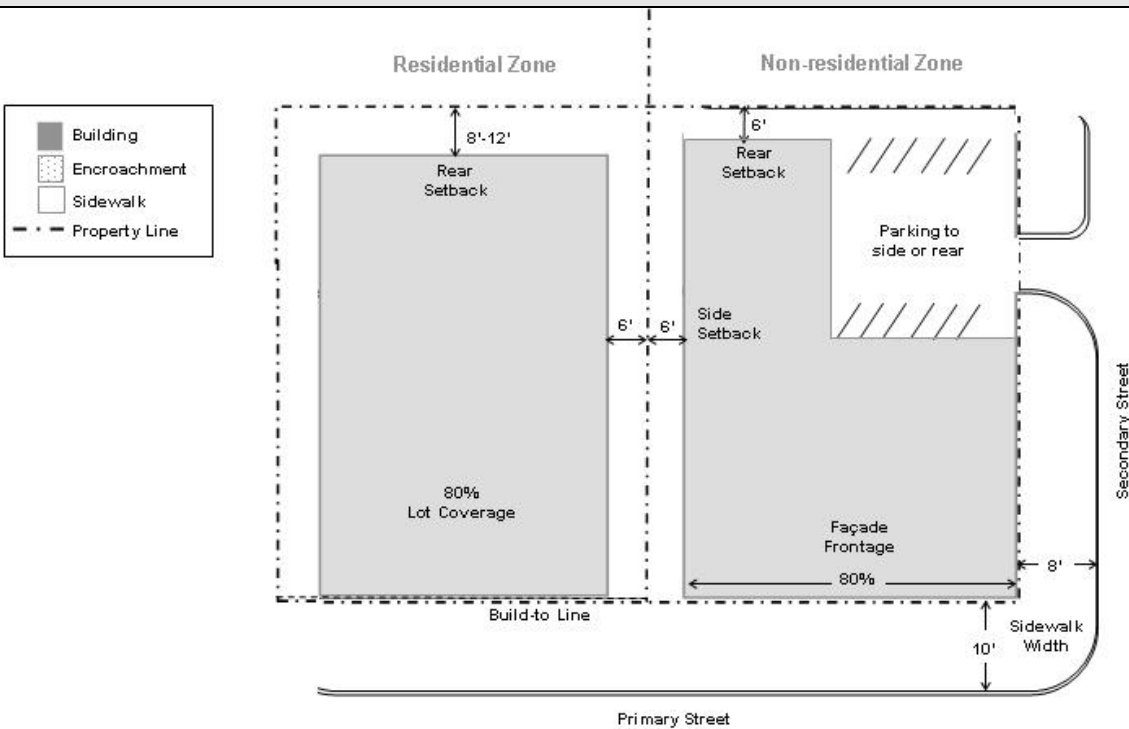 Residential Zone
Non-residential Zone
Building
Encroachment
Sidewalk
Property Line
8'-12'
Rear
Setback
6'
Rear
Setback
Parking to
side or rear
6'
6'
Side
Setback
80%
Lot Coverage
Façade
Frontage
80%
8'
Build-to Line
10'
Sidewalk
Width
Primary Street
Secondary Street